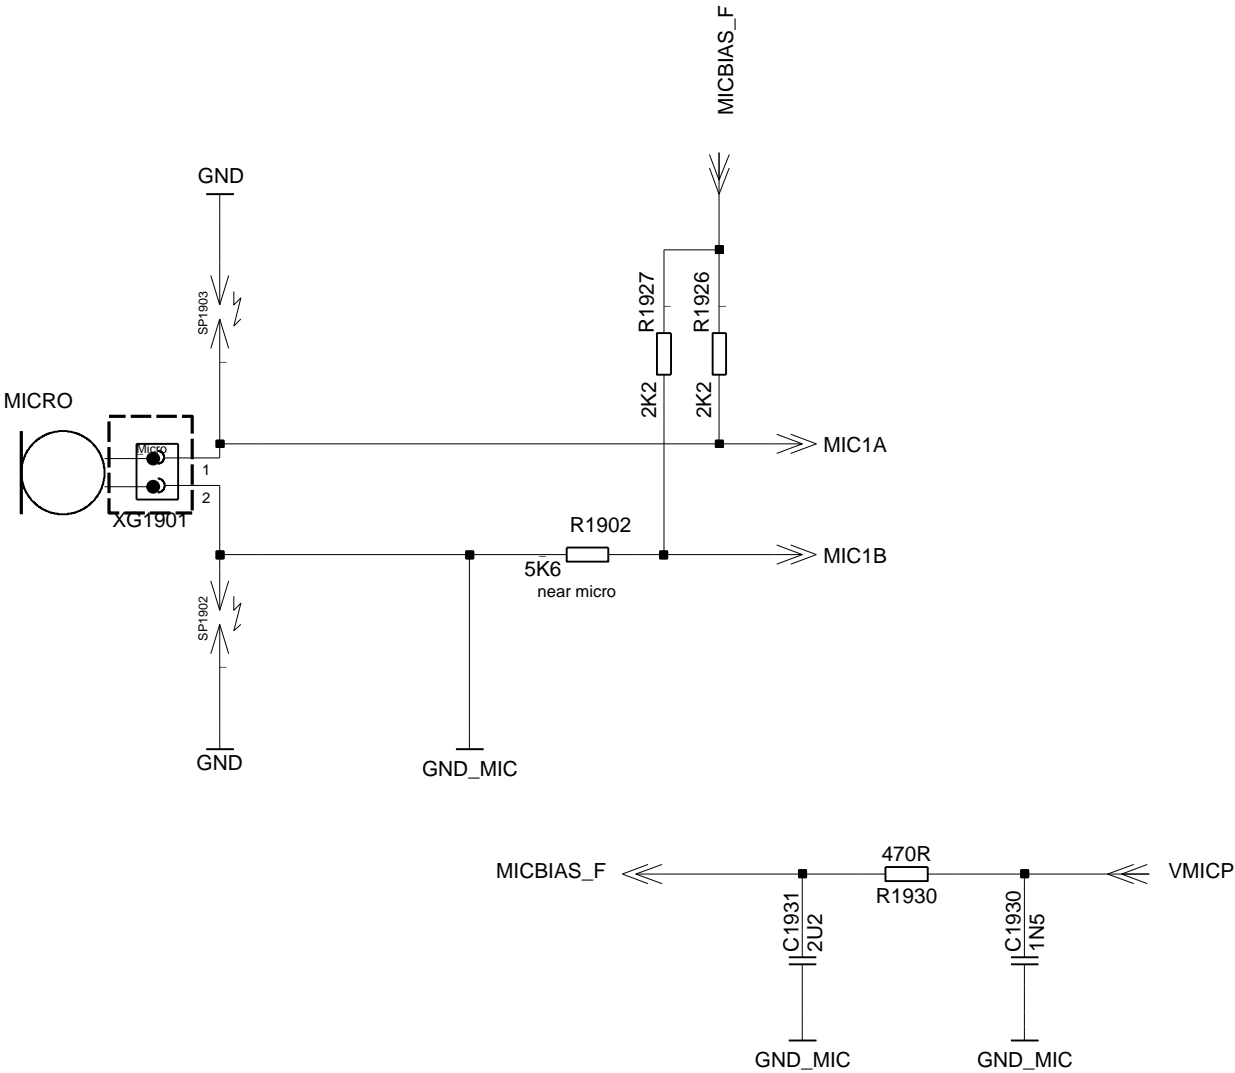 MICBIAS_F
GND
SP1903
R1927
R1926
2K2
2K2
MICRO
Micro
1
2
XG1901
MIC1A
R1902
5K6
near micro
MIC1B
SP1902
GND
GND_MIC
470R
MICBIAS_F
VMICP
R1930
C1931
2U2
C1930
1N5
GND_MIC
GND_MIC